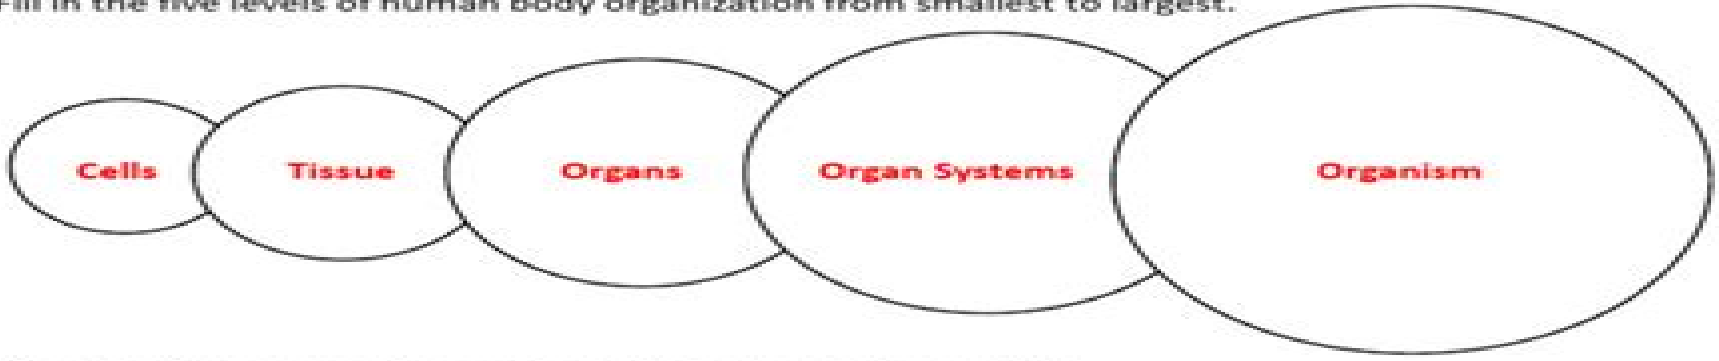 Fill in the five levels of human body organization from smallest to largest.
Cells Tissue Organs Organ Systems Organism